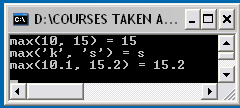 D:\COURSES TAKEN A...
max(10, 15) = 15
max('k', 's') = s
max(10.1, 15.2) = 15.2